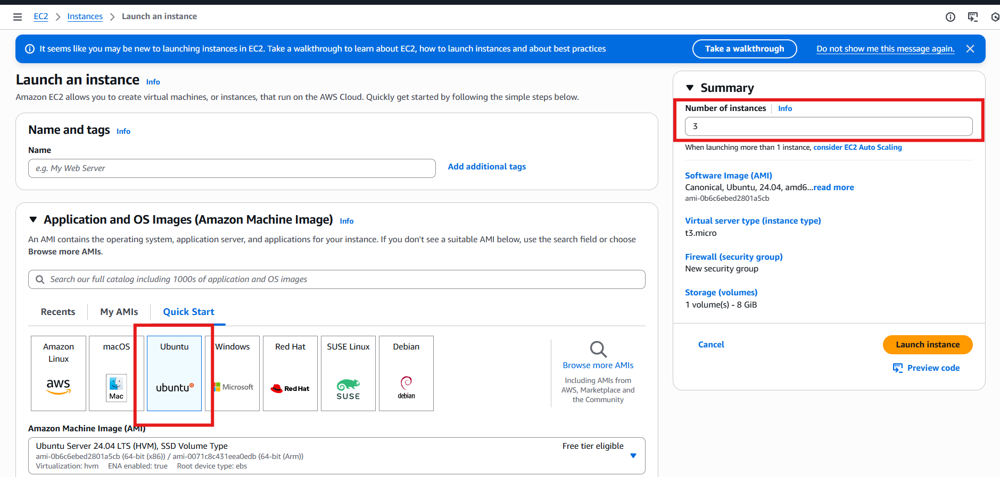 EC2 > Instances > Launch an instance
It seems like you may be new to launching instances in EC2. Take a walkthrough to learn about EC2, how to launch instances and about best practices
Take a walkthrough
Do not show me this message again.
Launch an instance Info
Amazon EC2 allows you to create virtual machines, or instances, that run on the AWS Cloud. Quickly get started by following the simple steps below.
Name and tags Info
Name
e.g. My Web Server
Add additional tags
Application and OS Images (Amazon Machine Image) Info
An AMI contains the operating system, application server, and applications for your instance. If you don't see a suitable AMI below, use the search field or choose
Browse more AMIs.
Search our full catalog including 1000s of application and OS images
Recents
My AMIs
Quick Start
Amazon
Linux
aws
macOS
Mac
Ubuntu
ubuntu
Windows
Microsoft
Red Hat
Red Hat
SUSE Linux
SUSE
Debian
debian
Browse more AMIs
Including AMIs from
AWS, Marketplace and
the Community
Amazon Machine Image (AMI)
Ubuntu Server 24.04 LTS (HVM), SSD Volume Type
Free tier eligible
ami-0b6c6ebed2801a5cb (64-bit (x86)) / ami-0071c8c431eea0edb (64-bit (Arm))
Virtualization: hvm ENA enabled: true Root device type: ebs
Summary
Number of instances Info
3
When launching more than 1 instance, consider EC2 Auto Scaling
Software Image (AMI)
Canonical, Ubuntu, 24.04, amd6...read more
ami-0b6c6ebed2801a5cb
Virtual server type (instance type)
t3.micro
Firewall (security group)
New security group
Storage (volumes)
1 volume(s) - 8 GiB
Cancel
Launch instance
Preview code